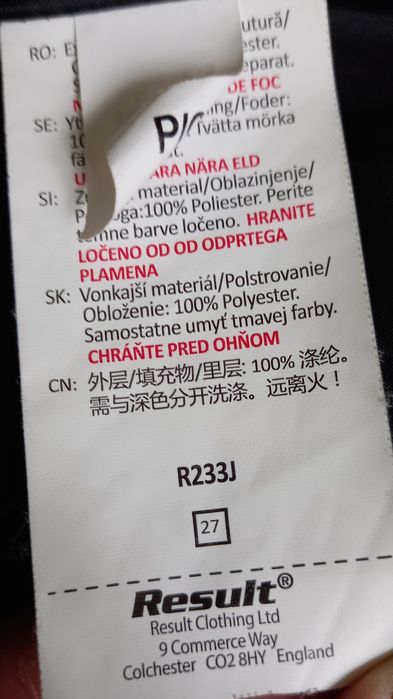 utură/
RO: ester.
eparat.
DE FOC
ing/Foder:
SE: tvätta mörka
P/
ARA NÄRA ELD
SI: material/Oblazinjenje/
oga:100% Poliester. Perite
temne barve ločeno. HRANITE
LOČENO OD OD ODPRTEGA
PLAMENA
SK: Vonkajší materiál/Polstrovanie/
Obloženie: 100% Polyester.
Samostatne umyť tmavej farby.
CHRÁŇTE PRED OHŇOM
CN: 外层/填充物/里层: 100% 涤纶。
需与深色分开洗涤。远离火！
R233J
27
Result®
Result Clothing Ltd
9 Commerce Way
Colchester CO2 8HY England